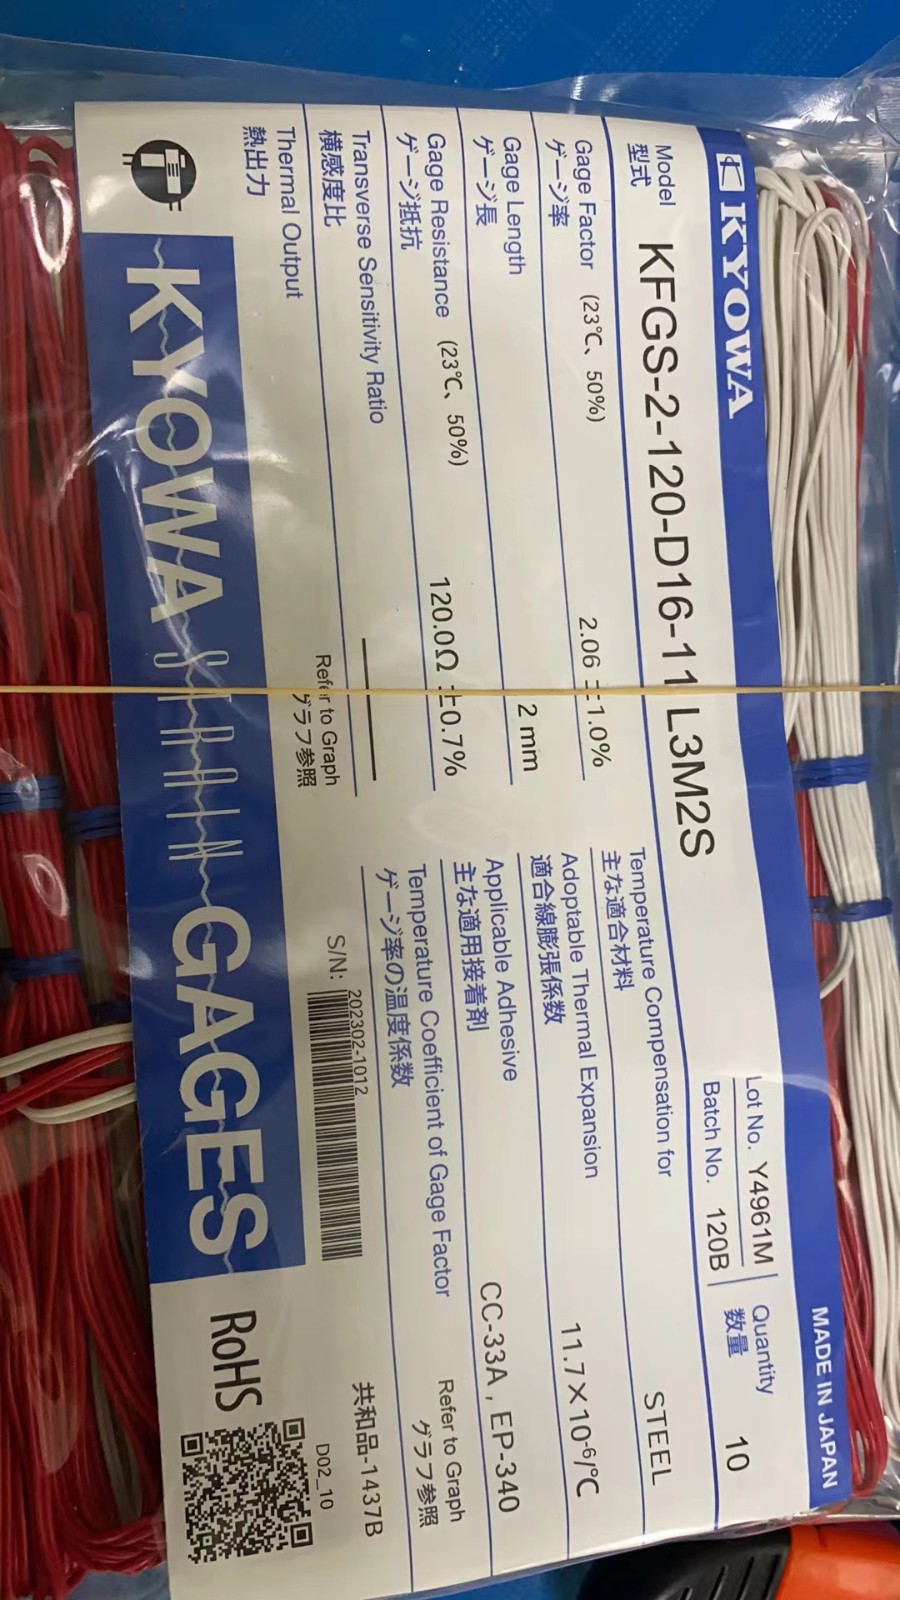 KYOWA
MADE IN JAPAN
Model
型式
KFGS-2-120-D16-11 L3M2S
Lot No. Y4961M
Batch No. 120B
Quantity
数量
10
Gage Factor (23℃、50%)
ゲージ率
2.06 ±1.0%
Gage Length
ゲージ長
2 mm
Gage Resistance (23℃、50%)
ゲージ抵抗
120.0Ω ±0.7%
Transverse Sensitivity Ratio
横感度比
Thermal Output
熱出力
Refer to Graph
グラフ参照
Temperature Compensation for
主な適合材料
STEEL
Adoptable Thermal Expansion
適合線膨張係数
11.7×10⁻⁶/℃
Applicable Adhesive
主な適用接着剤
CC-33A, EP-340
Temperature Coefficient of Gage Factor
ゲージ率の温度係数
Refer to Graph
グラフ参照
S/N:
202302-1012
共和品-1437B
D02_10
KYOWA GAGES
RoHS